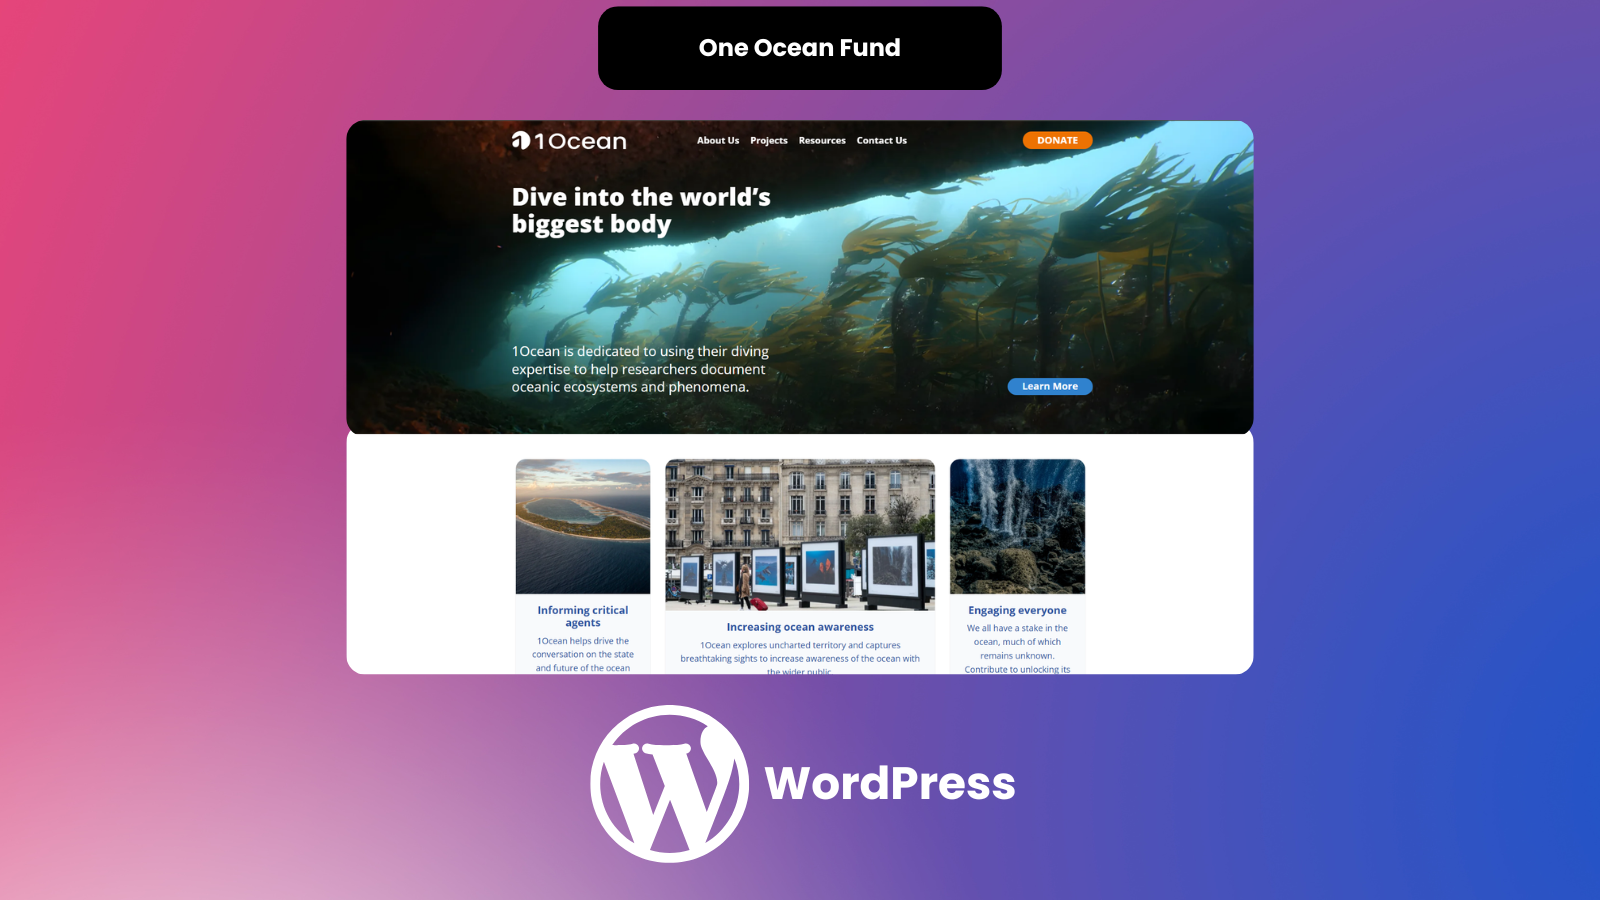 One Ocean Fund
1Ocean
About Us Projects Resources Contact Us
DONATE
Dive into the world's
biggest body
1Ocean is dedicated to using their diving
expertise to help researchers document
oceanic ecosystems and phenomena.
Learn More
Informing critical
agents
1Ocean helps drive the
conversation on the state
and future of the ocean
Increasing ocean awareness
1Ocean explores uncharted territory and captures
breathtaking sights to increase awareness of the ocean with
the wider public.
Engaging everyone
We all have a stake in the
ocean, much of which
remains unknown.
Contribute to unlocking its
WordPress